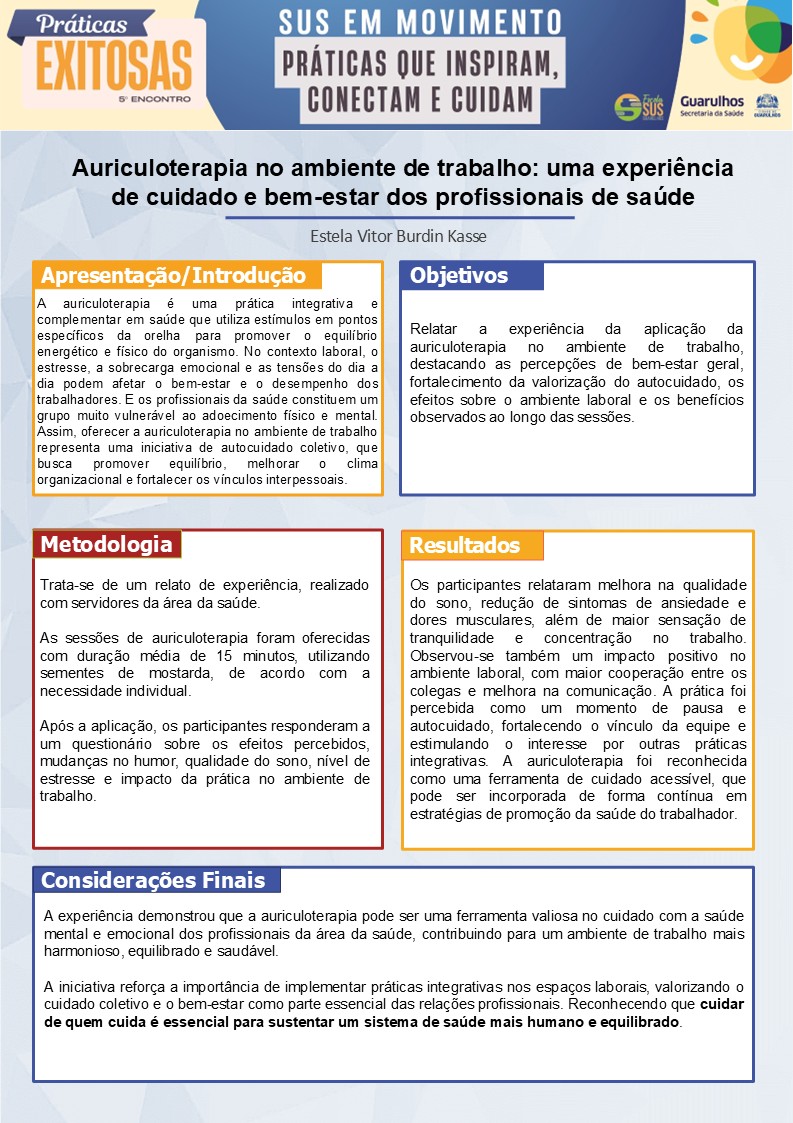 Práticas
EXITOSAS
5º ENCONTRO
SUS EM MOVIMENTO
PRÁTICAS QUE INSPIRAM,
CONECTAM E CUIDAM
Escola
SUS
Guarulhos
Secretaria da Saúde
GUARULHOS
Auriculoterapia no ambiente de trabalho: uma experiência
de cuidado e bem-estar dos profissionais de saúde
Estela Vitor Burdin Kasse
Apresentação/Introdução
A auriculoterapia é uma prática integrativa e
complementar em saúde que utiliza estímulos em pontos
específicos da orelha para promover o equilíbrio
energético e físico do organismo. No contexto laboral, o
estresse, a sobrecarga emocional e as tensões do dia a
dia podem afetar o bem-estar e o desempenho dos
trabalhadores. E os profissionais da saúde constituem um
grupo muito vulnerável ao adoecimento físico e mental.
Assim, oferecer a auriculoterapia no ambiente de trabalho
representa uma iniciativa de autocuidado coletivo, que
busca promover equilíbrio, melhorar o clima
organizacional e fortalecer os vínculos interpessoais.
Objetivos
Relatar a experiência da aplicação da
auriculoterapia no ambiente de trabalho,
destacando as percepções de bem-estar geral,
fortalecimento da valorização do autocuidado, os
efeitos sobre o ambiente laboral e os benefícios
observados ao longo das sessões.
Metodologia
Trata-se de um relato de experiência, realizado
com servidores da área da saúde.
As sessões de auriculoterapia foram oferecidas
com duração média de 15 minutos, utilizando
sementes de mostarda, de acordo com a
necessidade individual.
Após a aplicação, os participantes responderam a
um questionário sobre os efeitos percebidos,
mudanças no humor, qualidade do sono, nível de
estresse e impacto da prática no ambiente de
trabalho.
Resultados
Os participantes relataram melhora na qualidade
do sono, redução de sintomas de ansiedade e
dores musculares, além de maior sensação de
tranquilidade e concentração no trabalho.
Observou-se também um impacto positivo no
ambiente laboral, com maior cooperação entre os
colegas e melhora na comunicação. A prática foi
percebida como um momento de pausa e
autocuidado, fortalecendo o vínculo da equipe e
estimulando o interesse por outras práticas
integrativas. A auriculoterapia foi reconhecida
como uma ferramenta de cuidado acessível, que
pode ser incorporada de forma contínua em
estratégias de promoção da saúde do trabalhador.
Considerações Finais
A experiência demonstrou que a auriculoterapia pode ser uma ferramenta valiosa no cuidado com a saúde
mental e emocional dos profissionais da área da saúde, contribuindo para um ambiente de trabalho mais
harmonioso, equilibrado e saudável.
A iniciativa reforça a importância de implementar práticas integrativas nos espaços laborais, valorizando o
cuidado coletivo e o bem-estar como parte essencial das relações profissionais. Reconhecendo que cuidar
de quem cuida é essencial para sustentar um sistema de saúde mais humano e equilibrado.